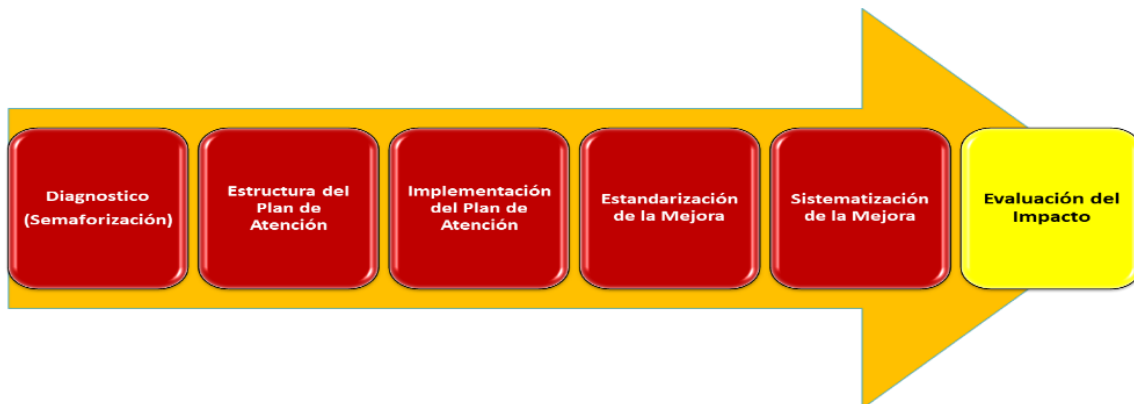 Diagnostico
(Semaforización)
Estructura del
Plan de
Atención
Implementación
del Plan de
Atención
Estandarización
de la Mejora
Sistematización
de la Mejora
Evaluación del
Impacto